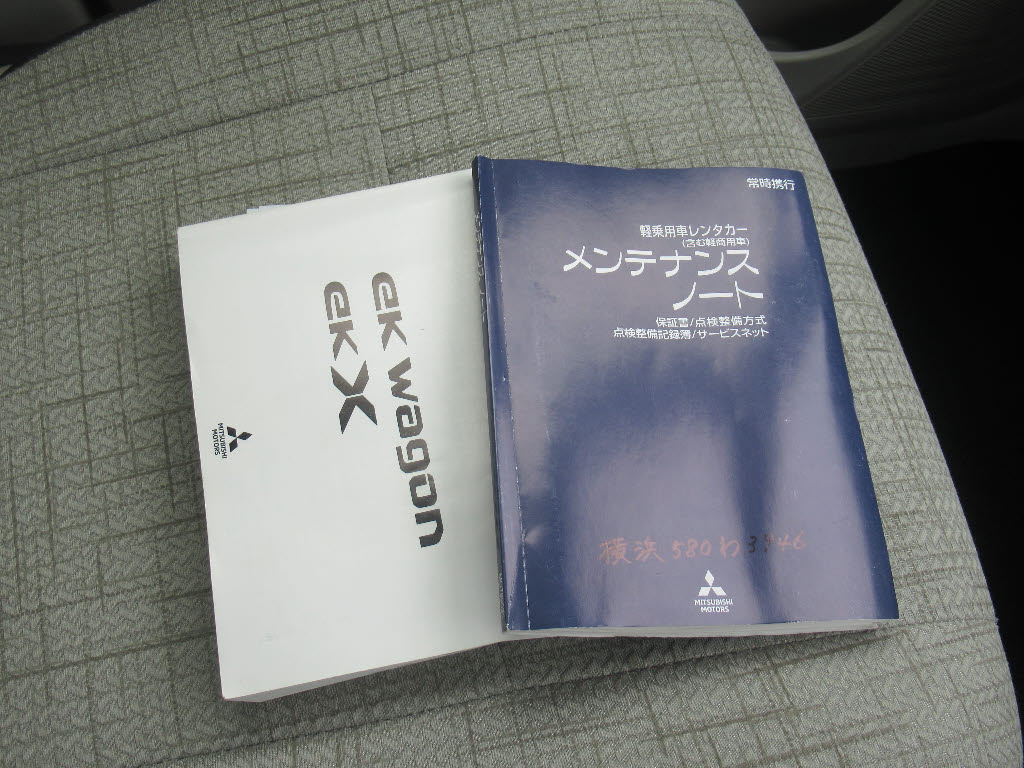 eK wagon
eK X
MITSUBISHI
MOTORS
常時携行
軽乗用車レンタカー
(含む軽商用車)
メンテナンス
ノート
保証書/点検整備方式
点検整備記録簿/サービスネット
横浜 580 わ 3946
MITSUBISHI
MOTORS